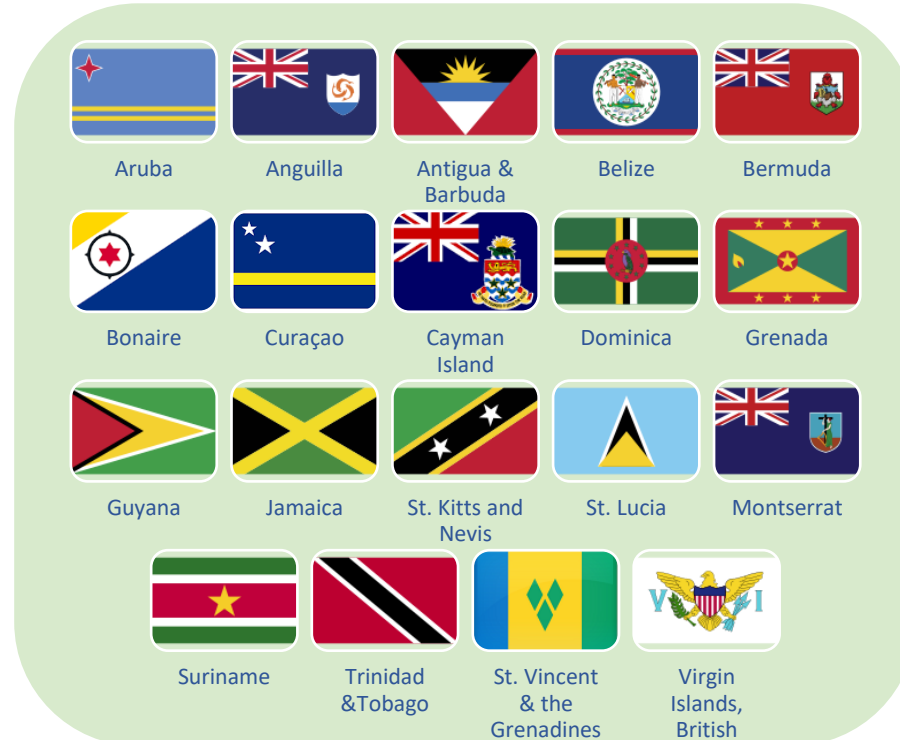 Aruba
Anguilla
Antigua &
Barbuda
Belize
Bermuda
Bonaire
Curaçao
Cayman
Island
Dominica
Grenada
Guyana
Jamaica
St. Kitts and
Nevis
St. Lucia
Montserrat
Suriname
Trinidad
&Tobago
St. Vincent
& the
Grenadines
V I
Virgin
Islands,
British